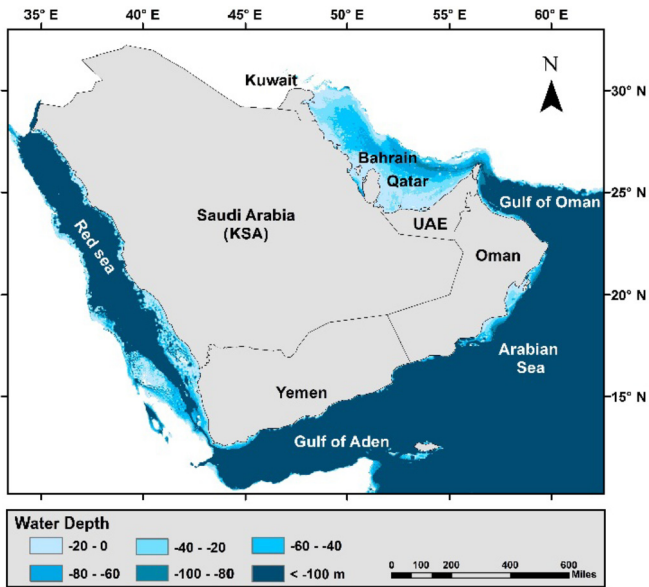 35° E 40° E 45° E 50° E 55° E 60° E
N
Kuwait
30° N
Bahrain
Qatar
25° N
Gulf of Oman
Saudi Arabia
(KSA)
UAE
Red sea
Oman
20° N
Arabian
Sea
Yemen
15° N
Gulf of Aden
Water Depth
-20 - 0 -40 - -20 -60 - -40
-80 - -60 -100 - -80 < -100 m
0 100 200 400 600
Miles